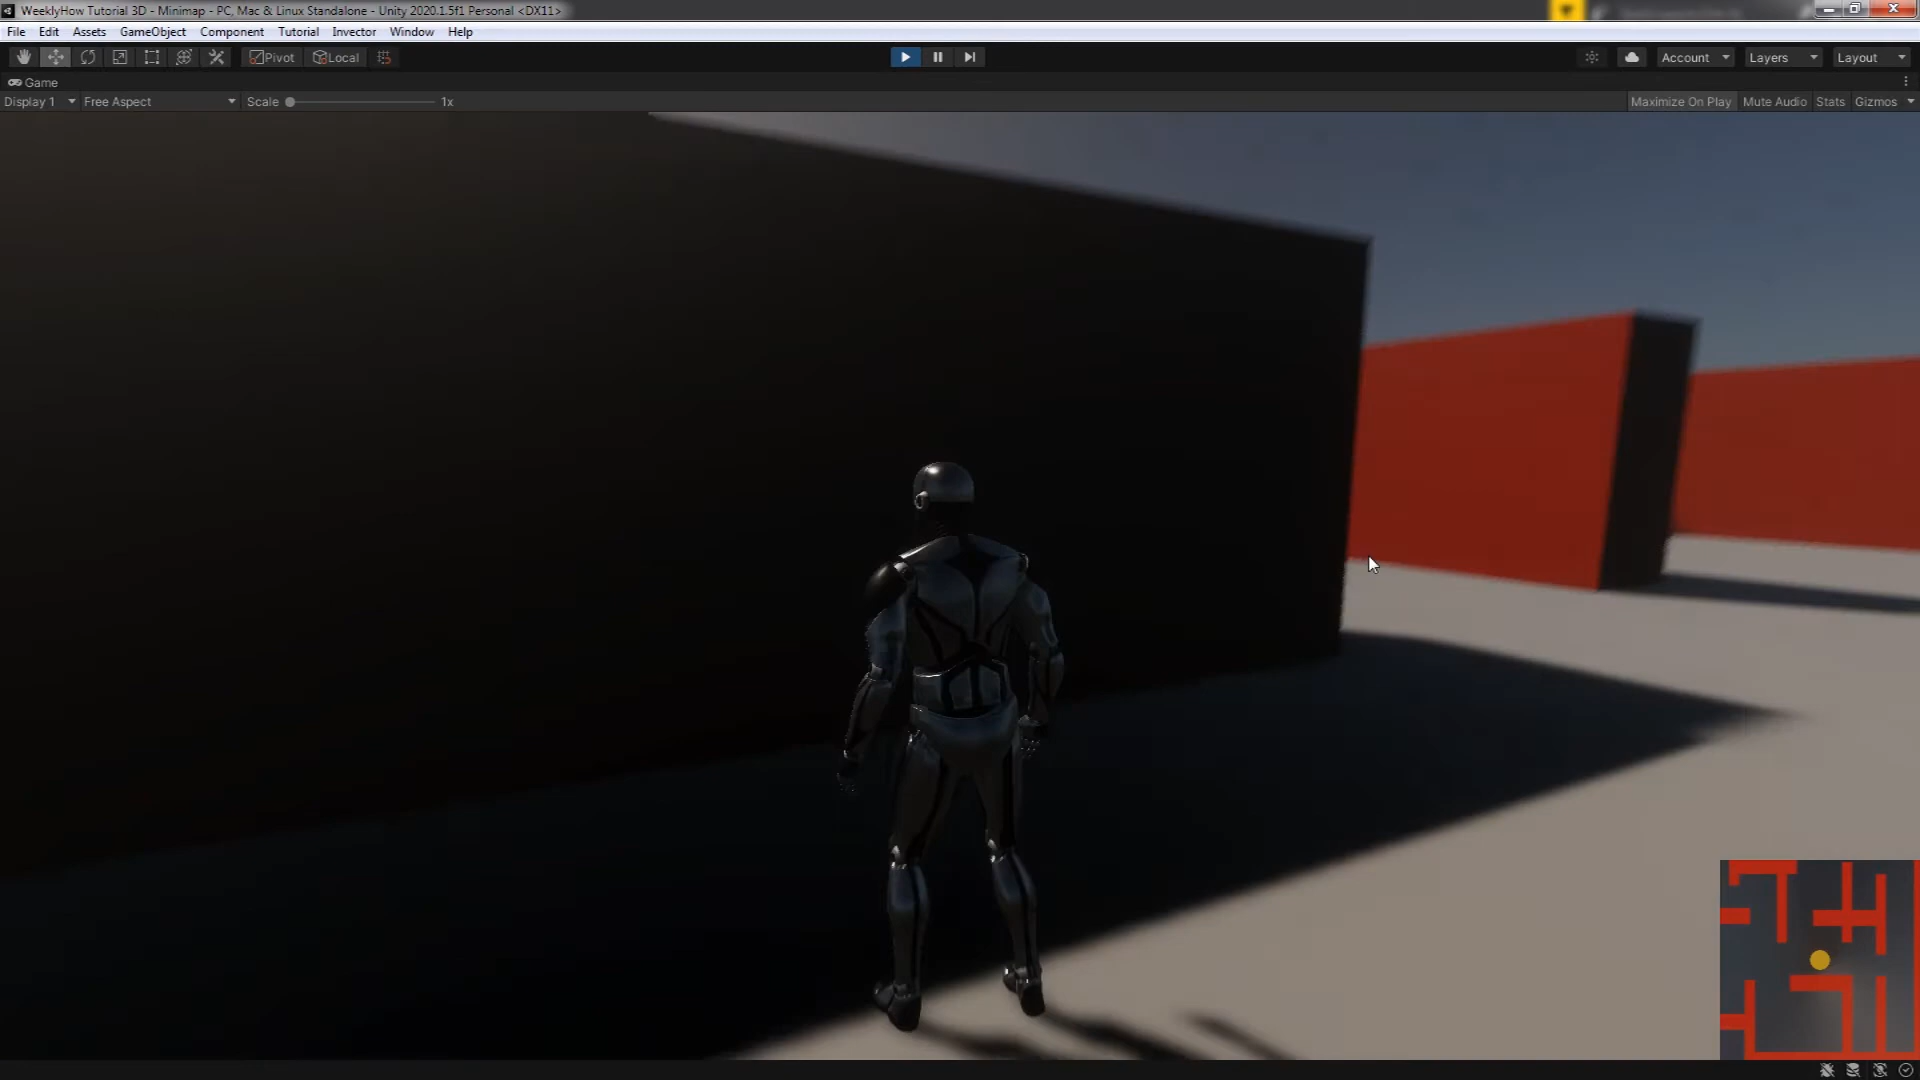 WeeklyHow Tutorial 3D - Minimap - PC, Mac & Linux Standalone - Unity 2020.1.5f1 Personal <DX11>
File Edit Assets GameObject Component Tutorial Invector Window Help
Pivot Local Account Layers Layout
Game
Display 1 Free Aspect Scale 1x Maximize On Play Mute Audio Stats Gizmos